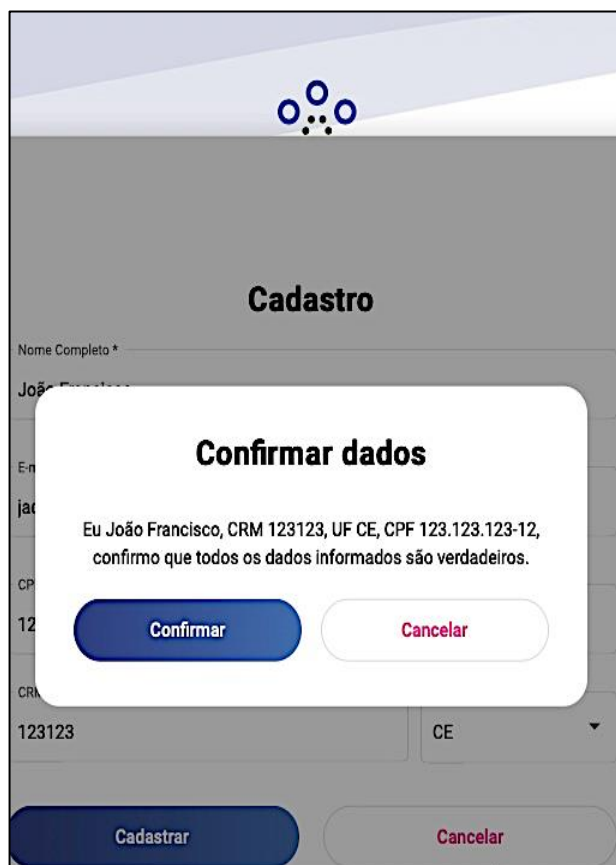 Cadastro
Nome Completo *
João
Confirmar dados
Eu João Francisco, CRM 123123, UF CE, CPF 123.123.123-12,
confirmo que todos os dados informados são verdadeiros.
Confirmar
Cancelar
123123
CE
Cadastrar
Cancelar